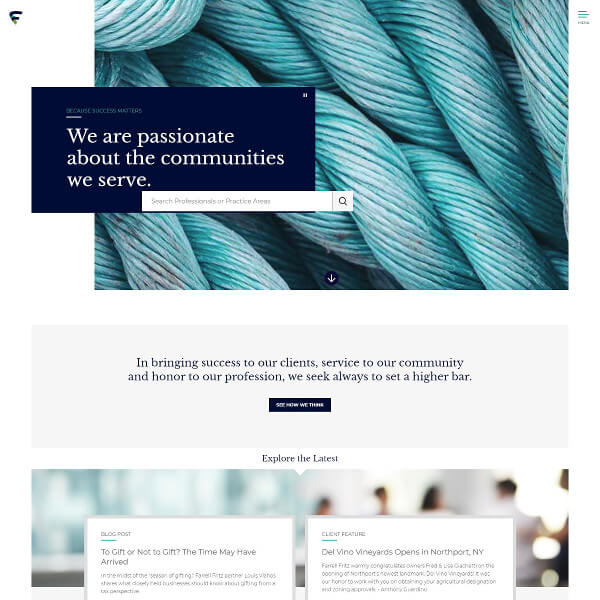 MENU
BECAUSE SUCCESS MATTERS
We are passionate
about the communities
we serve.
Search Professionals or Practice Areas
In bringing success to our clients, service to our community
and honor to our profession, we seek always to set a higher bar.
SEE HOW WE THINK
Explore the Latest
BLOG POST
To Gift or Not to Gift? The Time May Have
Arrived
In the midst of the "season of gifting," Farrell Fritz partner Louis Vlahos
shares what closely held businesses should know about gifting from a
tax perspective.
CLIENT FEATURE
Del Vino Vineyards Opens in Northport, NY
Farrell Fritz warmly congratulates owners Fred & Lisa Giachetti on the
opening of Northport's newest landmark, Del Vino Vineyards! It was
our honor to work with you on obtaining your agricultural designation
and zoning approvals. - Anthony Guardino